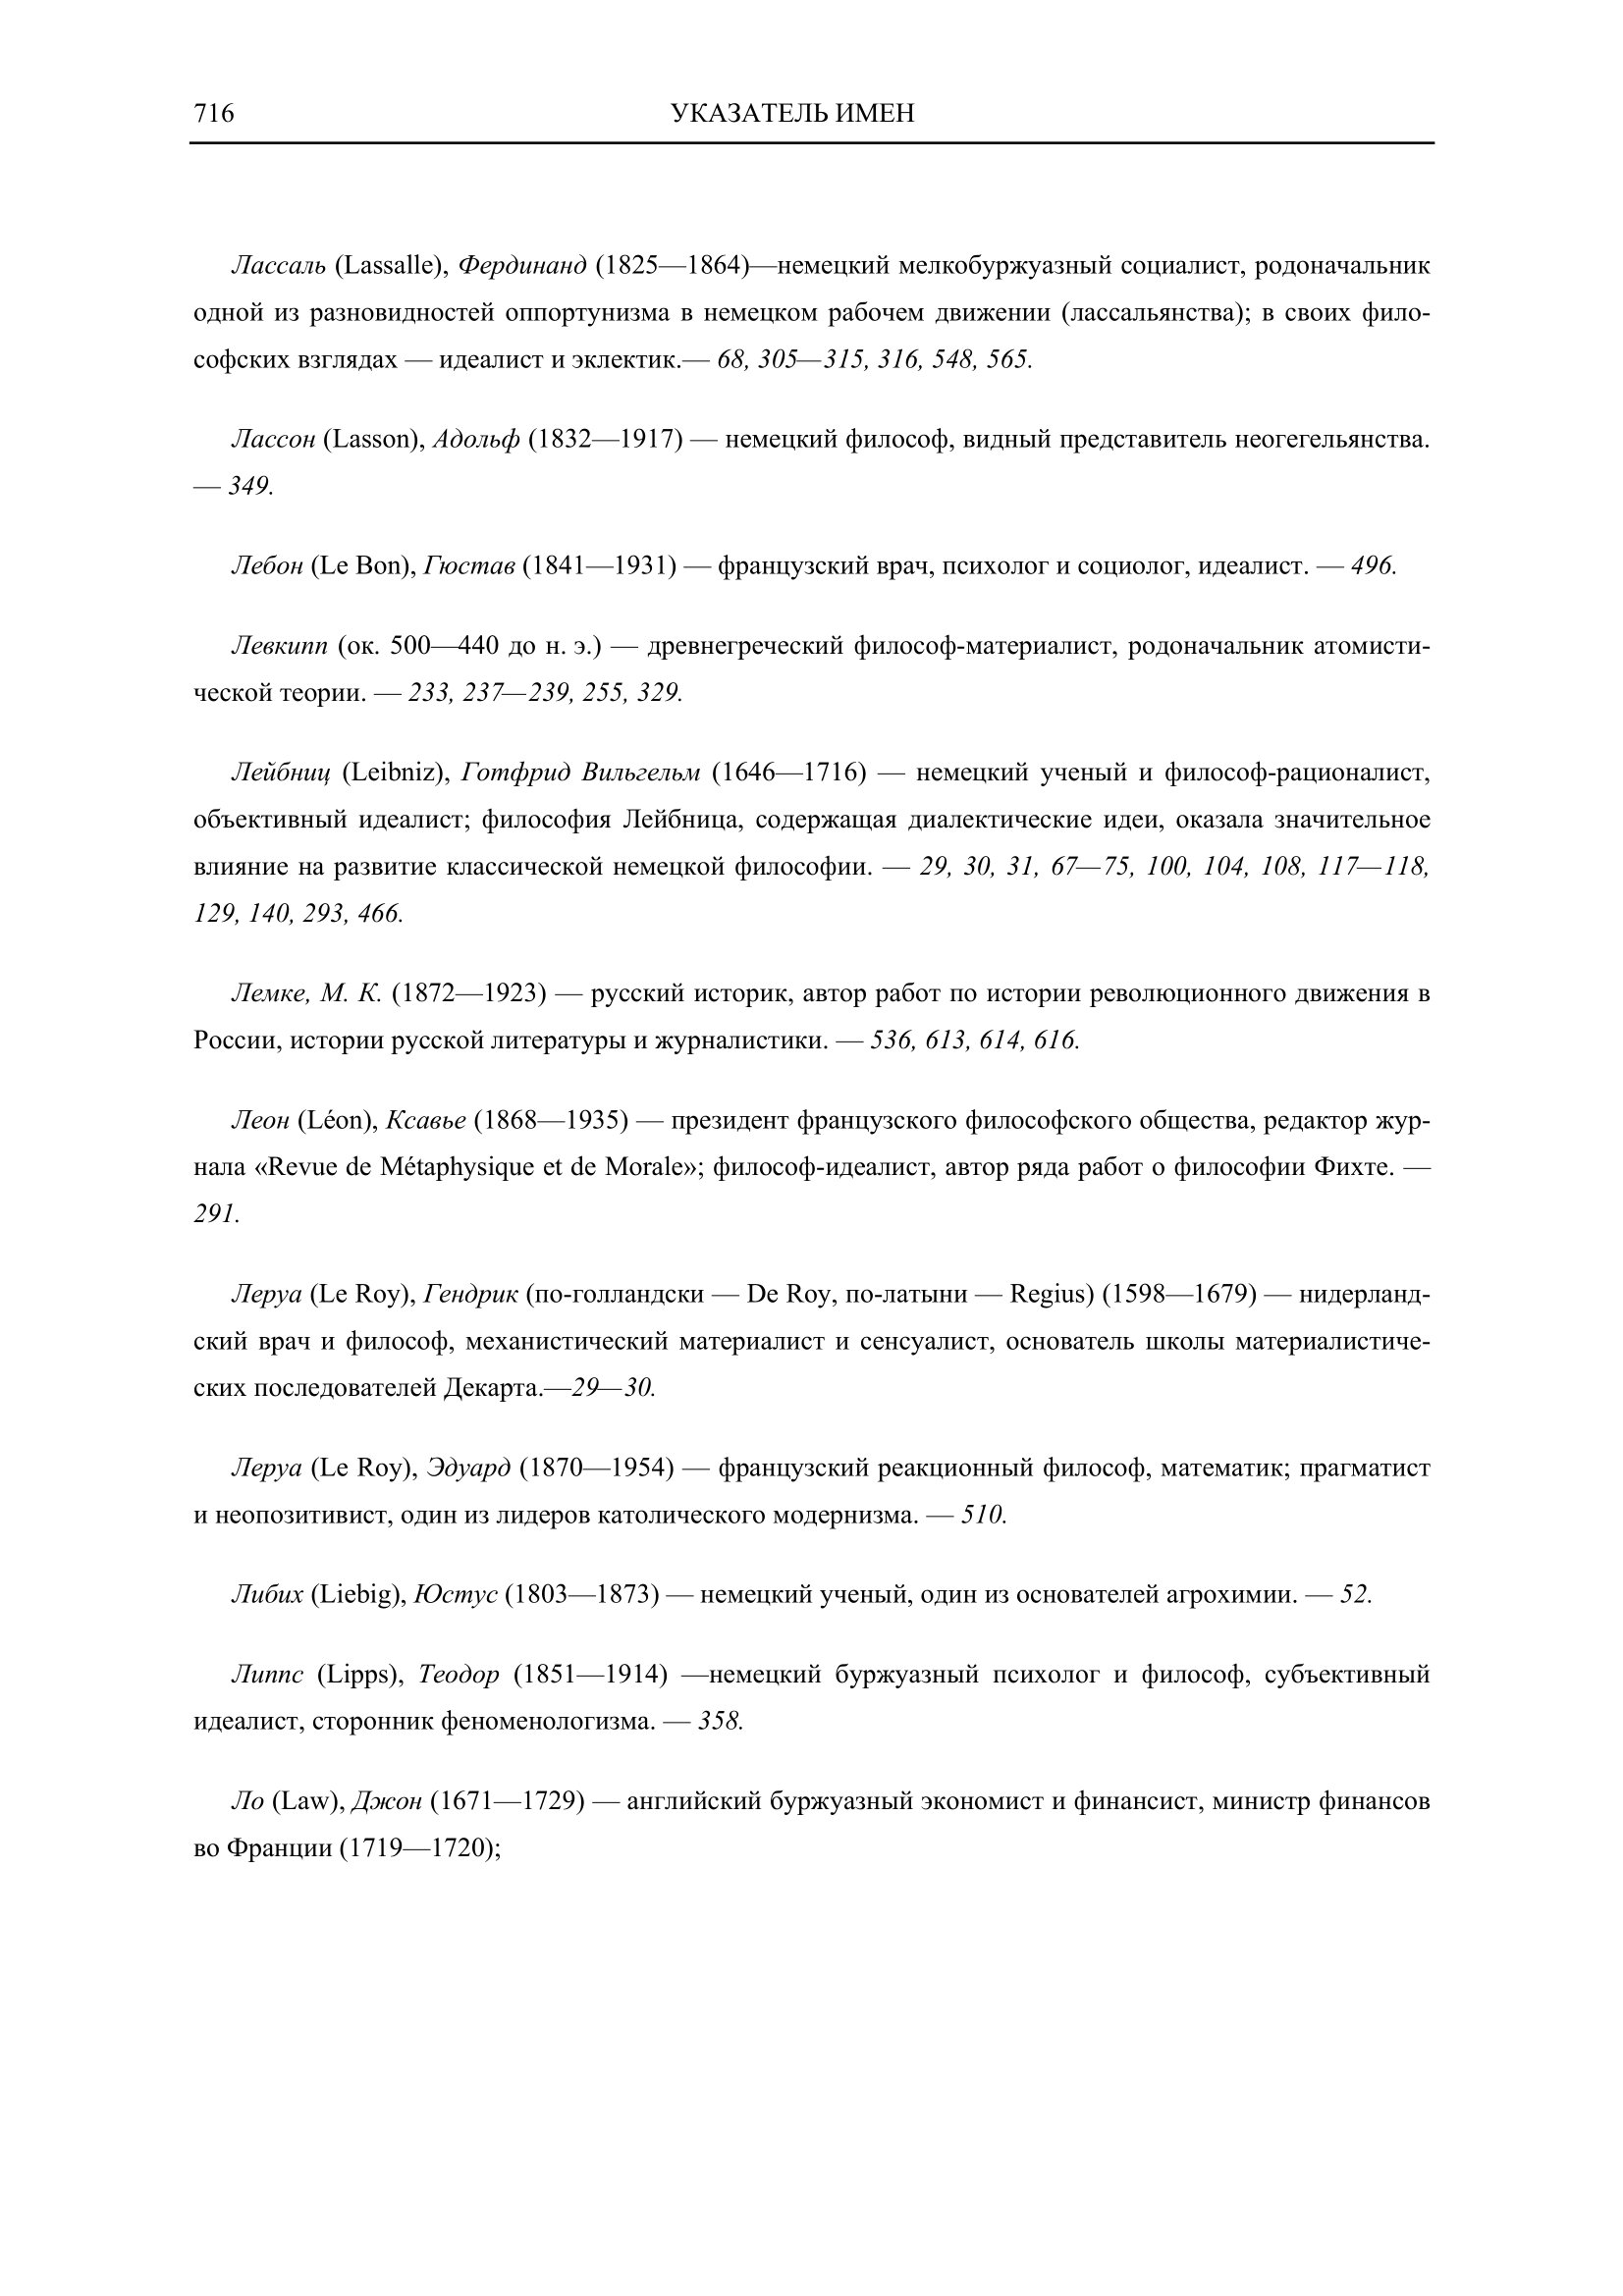 716
УКАЗАТЕЛЬ ИМЕН
Лассаль (Lassalle), Фердинанд (1825—1864)—немецкий мелкобуржуазный социалист, родоначальник
одной из разновидностей оппортунизма в немецком рабочем движении (лассальянства); в своих фило-
софских взглядах — идеалист и эклектик.— 68, 305—315, 316, 548, 565.
Лассон (Lasson), Адольф (1832—1917) — немецкий философ, видный представитель неогегельянства.
— 349.
Лебон (Le Bon), Гюстав (1841—1931) — французский врач, психолог и социолог, идеалист. — 496.
Левкипп (ок. 500—440 до н. э.) — древнегреческий философ-материалист, родоначальник атомисти-
ческой теории. — 233, 237—239, 255, 329.
Лейбниц (Leibniz), Готфрид Вильгельм (1646—1716) — немецкий ученый и философ-рационалист,
объективный идеалист; философия Лейбница, содержащая диалектические идеи, оказала значительное
влияние на развитие классической немецкой философии. — 29, 30, 31, 67—75, 100, 104, 108, 117—118,
129, 140, 293, 466.
Лемке, М. К. (1872—1923) — русский историк, автор работ по истории революционного движения в
России, истории русской литературы и журналистики. — 536, 613, 614, 616.
Леон (Léon), Ксавье (1868—1935) — президент французского философского общества, редактор жур-
нала «Revue de Métaphysique et de Morale»; философ-идеалист, автор ряда работ о философии Фихте. —
291.
Леруа (Le Roy), Гендрик (по-голландски — De Roy, по-латыни — Regius) (1598—1679) — нидерланд-
ский врач и философ, механистический материалист и сенсуалист, основатель школы материалистиче-
ских последователей Декарта.—29—30.
Леруа (Le Roy), Эдуард (1870—1954) — французский реакционный философ, математик; прагматист
и неопозитивист, один из лидеров католического модернизма. — 510.
Либих (Liebig), Юстус (1803—1873) — немецкий ученый, один из основателей агрохимии. — 52.
Липпс (Lipps), Теодор (1851—1914) —немецкий буржуазный психолог и философ, субъективный
идеалист, сторонник феноменологизма. — 358.
Ло (Law), Джон (1671—1729) — английский буржуазный экономист и финансист, министр финансов
во Франции (1719—1720);